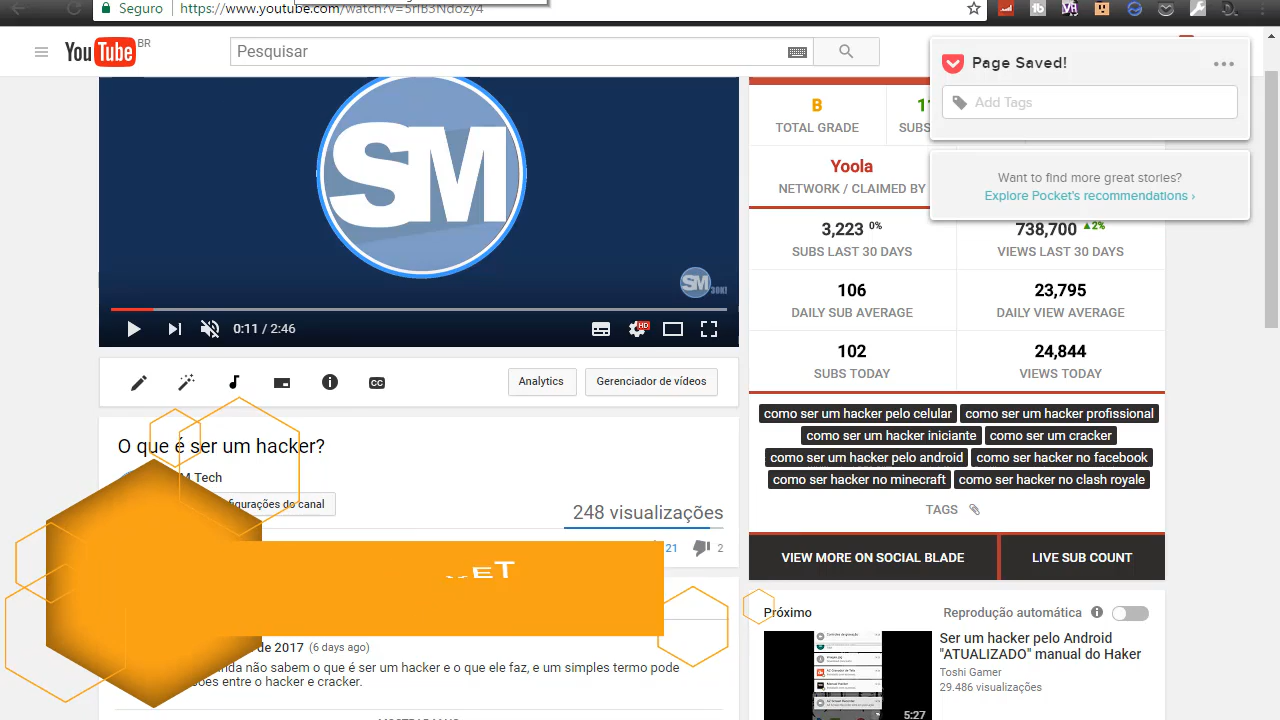 Seguro
https://www.youtube.com/watch?v=5rIB3Ndozy4
YouTube BR
Pesquisar
Page Saved!
Add Tags
Want to find more great stories?
Explore Pocket's recommendations ›
SM
SM
0:11 / 2:46
HD
B
TOTAL GRADE
SUBS
Yoola
NETWORK / CLAIMED BY
3,223 0%
SUBS LAST 30 DAYS
738,700 ▲2%
VIEWS LAST 30 DAYS
106
DAILY SUB AVERAGE
23,795
DAILY VIEW AVERAGE
102
SUBS TODAY
24,844
VIEWS TODAY
CC
Analytics
Gerenciador de vídeos
como ser um hacker pelo celular
como ser um hacker profissional
como ser um hacker iniciante
como ser um cracker
como ser um hacker pelo android
como ser hacker no facebook
como ser hacker no minecraft
como ser hacker no clash royale
TAGS
VIEW MORE ON SOCIAL BLADE
LIVE SUB COUNT
O que é ser um hacker?
Tech
do canal
248 visualizações
21
2
de 2017 (6 days ago)
não sabe o que é ser um hacker e o que ele faz, e um simples termo pode
entre o hacker e cracker.
Próximo
Reprodução automática
Ser um hacker pelo Android
"ATUALIZADO" manual do Haker
Toshi Gamer
29.486 visualizações
5:27